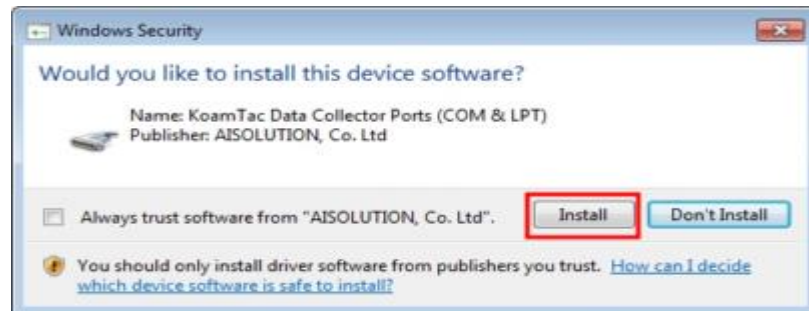 Windows Security
Would you like to install this device software?
Name: KoamTac Data Collector Ports (COM & LPT)
Publisher: AISOLUTION, Co. Ltd
Always trust software from "AISOLUTION, Co. Ltd".
Install
Don't Install
You should only install driver software from publishers you trust. How can I decide
which device software is safe to install?